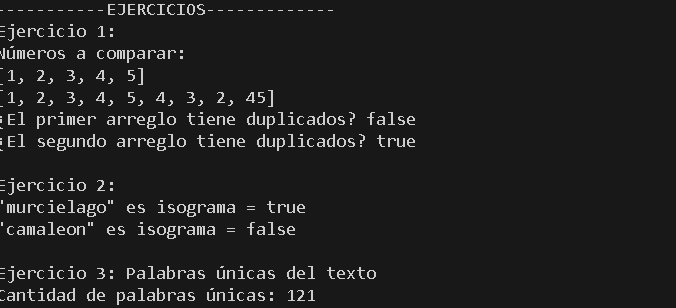 -----------EJERCICIOS-------------
Ejercicio 1:
Números a comparar:
[1, 2, 3, 4, 5]
[1, 2, 3, 4, 5, 4, 3, 2, 45]
¿El primer arreglo tiene duplicados? false
¿El segundo arreglo tiene duplicados? true
Ejercicio 2:
"murcielago" es isograma = true
"camaleon" es isograma = false
Ejercicio 3: Palabras únicas del texto
Cantidad de palabras únicas: 121